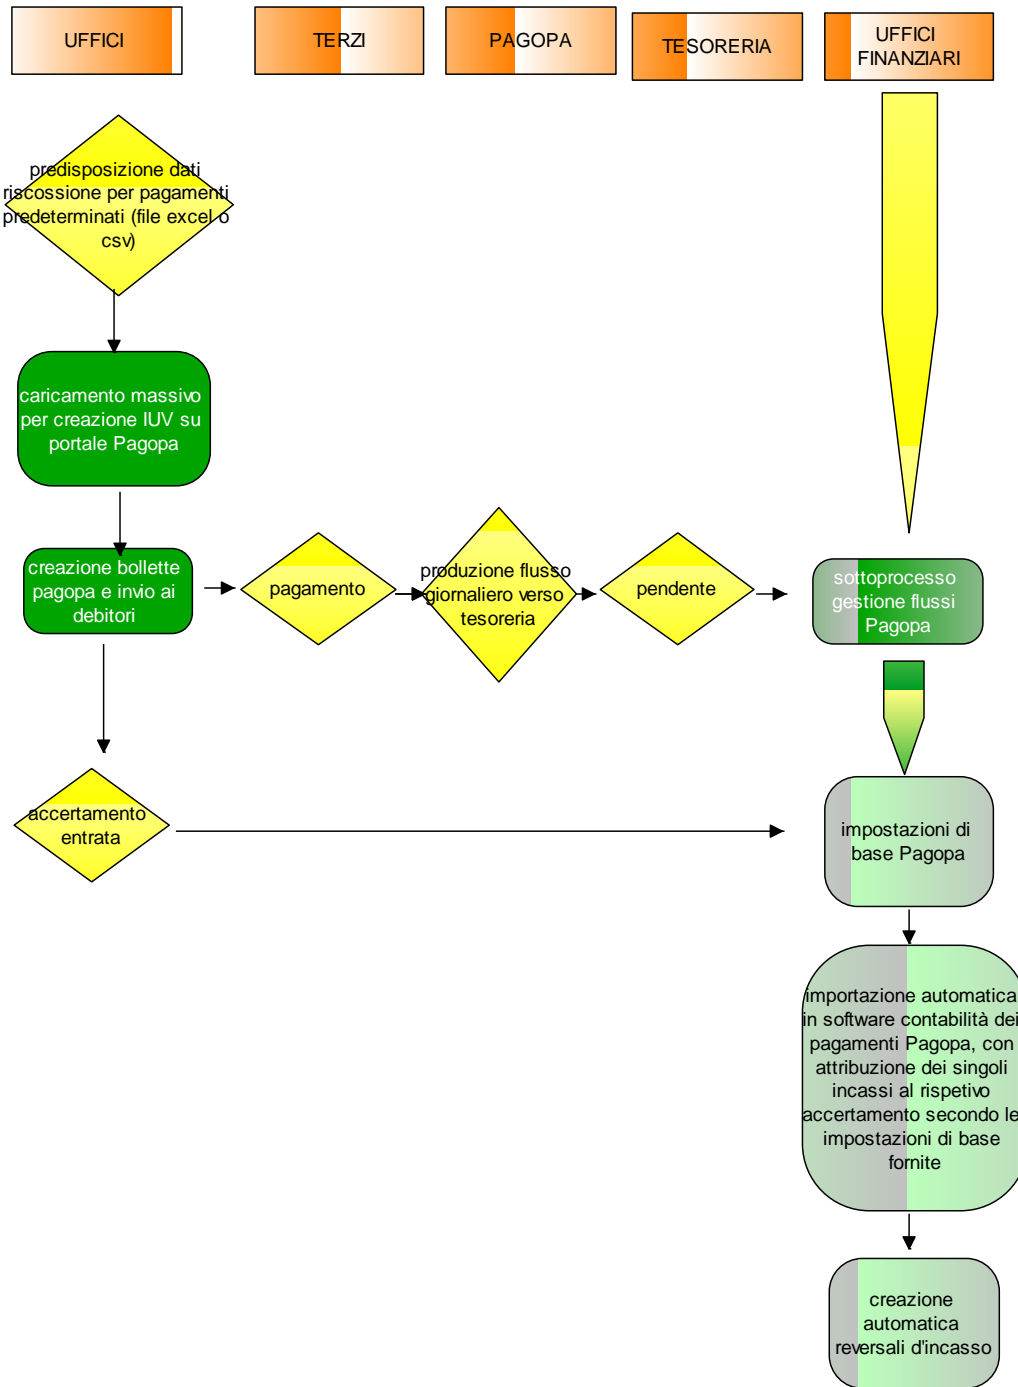 UFFICI
TERZI
PAGOPA
TESORERIA
UFFICI
FINANZIARI
predisposizione dati
riscossione per pagamenti
predeterminati (file excel o
csv)
caricamento massivo
per creazione IUV su
portale Pagopa
creazione bollette
pagopa e invio ai
debitori
pagamento
produzione flusso
giornaliero verso
tesoreria
pendente
sottoprocesso
gestione flussi
Pagopa
accertamento
entrata
impostazioni di
base Pagopa
importazione automatica
in software contabilità dei
pagamenti Pagopa, con
attribuzione dei singoli
incassi al rispetivo
accertamento secondo le
impostazioni di base
fornite
creazione
automatica
reversali d'incasso